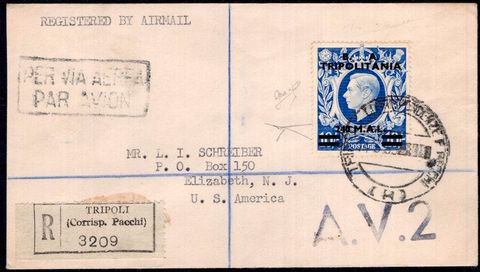 REGISTERED BY AIRMAIL
PER VIA AEREA
PAR AVION
B. A.
TRIPOLITANIA
240 M.A.L.
POSTAGE
MR. L. I. SCHREIBER
P. O. Box 150
Elizabeth, N. J.
U. S. America
R
TRIPOLI
(Corrisp. Pacchi)
3209
A.V.2